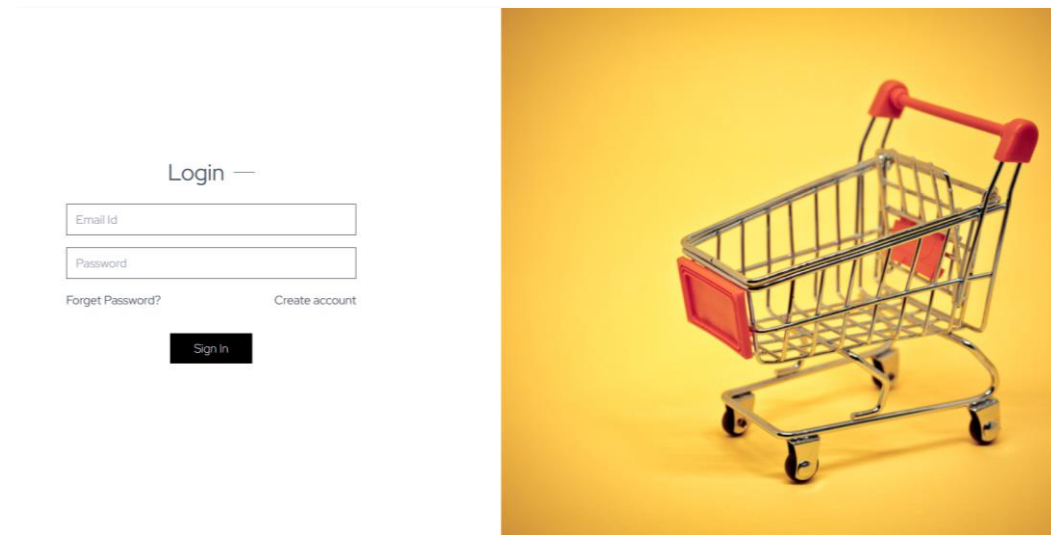 Login —
Email Id
Password
Forget Password? Create account
Sign In